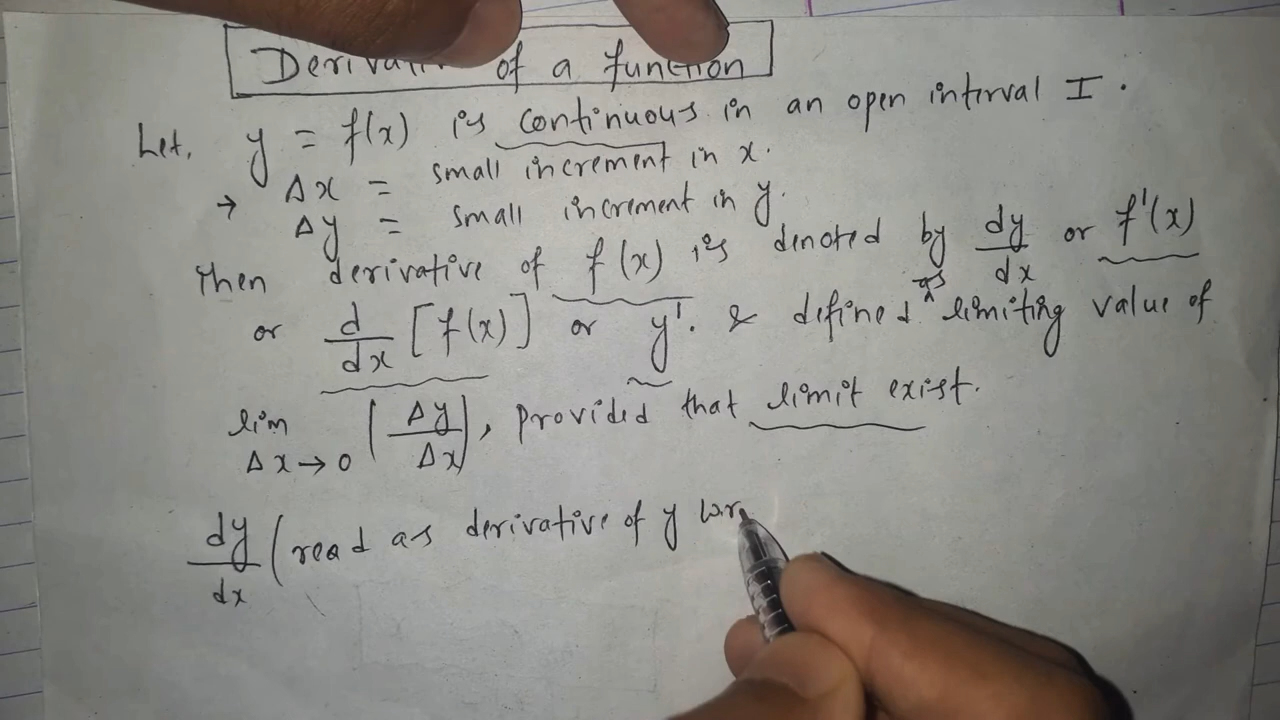 Derivati of a function
Let, y = f(x) is continuous in an open interval I.
→ Δx = small increment in x.
Δy = small increment in y.
Then derivative of f(x) is denoted by dy/dx or f'(x)
or d/dx [f(x)] or y'. & defined as limiting value of
lim Δx→0 (Δy/Δx), provided that limit exist.
dy/dx (read as derivative of y wr